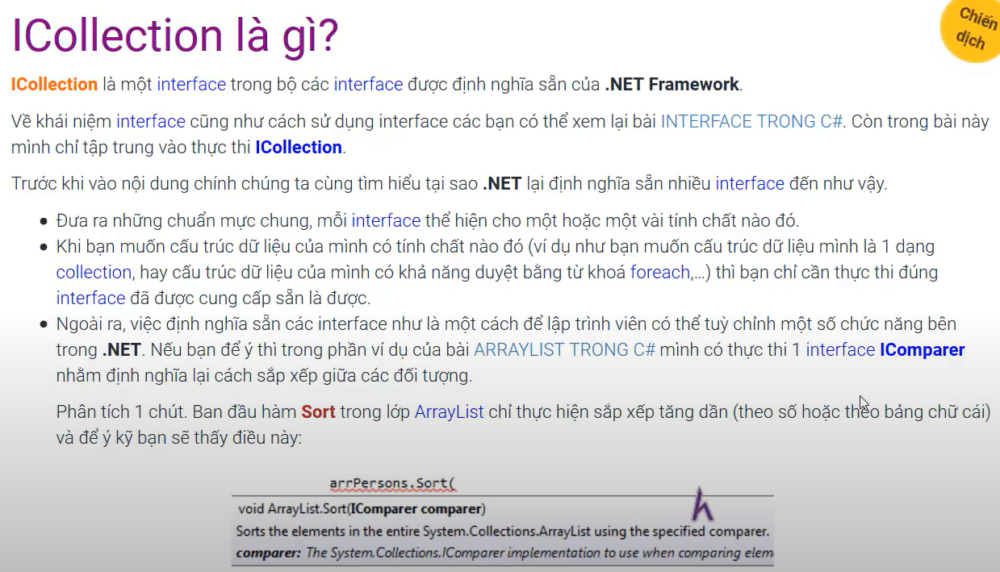 ICollection là gì?
Chiến
dịch
ICollection là một interface trong bộ các interface được định nghĩa sẵn của .NET Framework.
Về khái niệm interface cũng như cách sử dụng interface các bạn có thể xem lại bài INTERFACE TRONG C#. Còn trong bài này
mình chỉ tập trung vào thực thi ICollection.
Trước khi vào nội dung chính chúng ta cùng tìm hiểu tại sao .NET lại định nghĩa sẵn nhiều interface đến như vậy.
• Đưa ra những chuẩn mực chung, mỗi interface thể hiện cho một hoặc một vài tính chất nào đó.
• Khi bạn muốn cấu trúc dữ liệu của mình có tính chất nào đó (ví dụ như bạn muốn cấu trúc dữ liệu mình là 1 dạng
collection, hay cấu trúc dữ liệu của mình có khả năng duyệt bằng từ khoá foreach,...) thì bạn chỉ cần thực thi đúng
interface đã được cung cấp sẵn là được.
• Ngoài ra, việc định nghĩa sẵn các interface như là một cách để lập trình viên có thể tuỳ chỉnh một số chức năng bên
trong .NET. Nếu bạn để ý thì trong phần ví dụ của bài ARRAYLIST TRONG C# mình có thực thi 1 interface IComparer
nhằm định nghĩa lại cách sắp xếp giữa các đối tượng.
Phân tích 1 chút. Ban đầu hàm Sort trong lớp ArrayList chỉ thực hiện sắp xếp tăng dần (theo số hoặc theo bảng chữ cái)
và để ý kỹ bạn sẽ thấy điều này:
arrPersons.Sort(
void ArrayList.Sort(IComparer comparer)
Sorts the elements in the entire System.Collections.ArrayList using the specified comparer.
comparer: The System.Collections.IComparer implementation to use when comparing elem